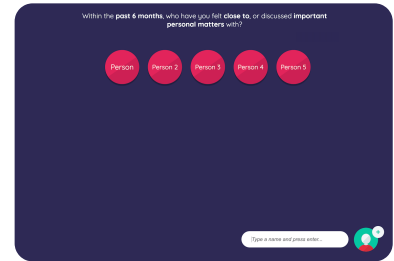 Within the past 6 months, who have you felt close to, or discussed important
personal matters with?
Person
Person 2
Person 3
Person 4
Person 5
Type a name and press enter...
+